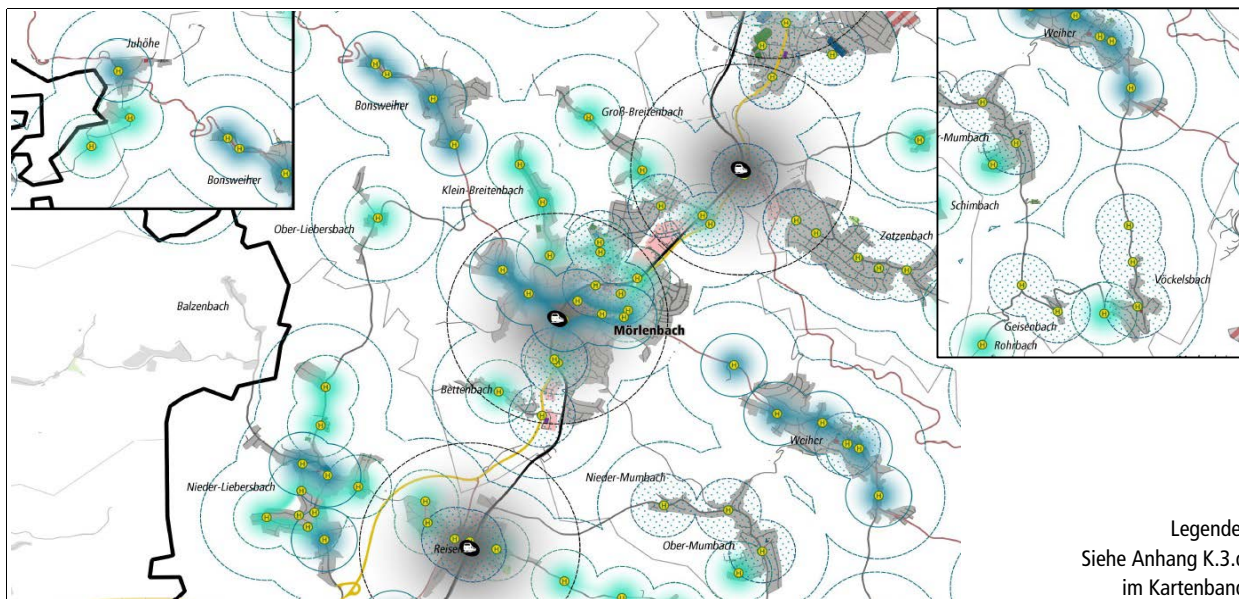 Juhöhe
Bonsweiher
Bonsweiher
Groß-Breitenbach
Klein-Breitenbach
Ober-Liebersbach
Balzenbach
Zotzenbach
Mörlenbach
Bettenbach
Weiher
Nieder-Liebersbach
Nieder-Mumbach
Ober-Mumbach
Reisen
Weiher
r-Mumbach
Schimbach
Vöckelsbach
Geisenbach
Rohrbach
Legende:
Siehe Anhang K.3.c
im Kartenband